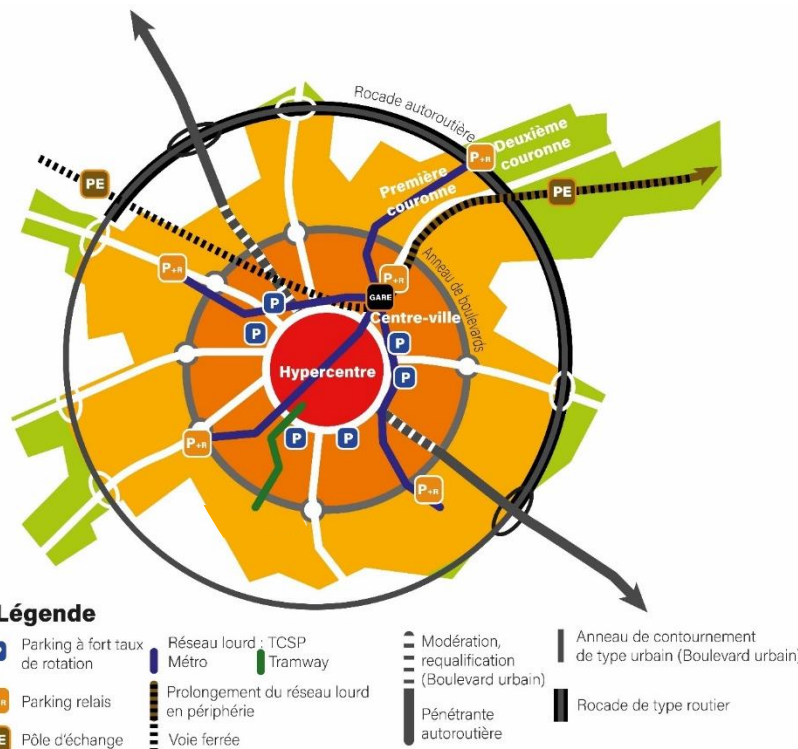 Rocade autoroutière
Deuxième
couronne
P+R
Première
couronne
PE
PE
P+R
P+R
Anneau de boulevards
GARE
P
Centre-ville
P
P
Hypercentre
P
P+R
P
P
P+R
Légende
P
Parking à fort taux
de rotation
Parking relais
Pôle d'échange
Réseau lourd : TCSP
Métro
Tramway
Prolongement du réseau lourd
en périphérie
Voie ferrée
Modération,
requalification
(Boulevard urbain)
Pénétrante
autoroutière
Anneau de contournement
de type urbain (Boulevard urbain)
Rocade de type routier